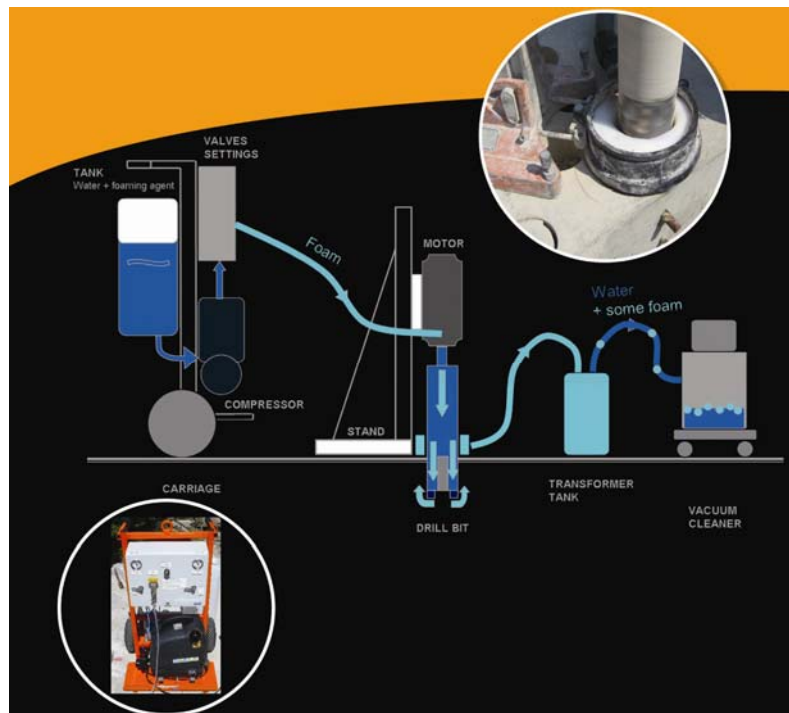 VALVES
SETTINGS
TANK
Water + foaming agent
Foam
MOTOR
Water
+ some foam
COMPRESSOR
STAND
CARRIAGE
DRILL BIT
TRANSFORMER
TANK
VACUUM
CLEANER